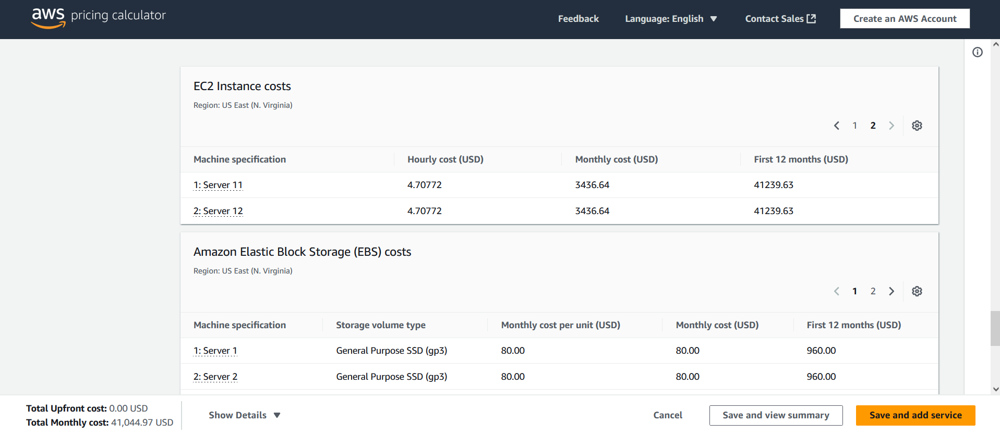 aws pricing calculator
Feedback
Language: English
Contact Sales
Create an AWS Account
EC2 Instance costs
Region: US East (N. Virginia)
1 2
Machine specification Hourly cost (USD) Monthly cost (USD) First 12 months (USD)
1: Server 11 4.70772 3436.64 41239.63
2: Server 12 4.70772 3436.64 41239.63
Amazon Elastic Block Storage (EBS) costs
Region: US East (N. Virginia)
1 2
Machine specification Storage volume type Monthly cost per unit (USD) Monthly cost (USD) First 12 months (USD)
1: Server 1 General Purpose SSD (gp3) 80.00 80.00 960.00
2: Server 2 General Purpose SSD (gp3) 80.00 80.00 960.00
Total Upfront cost: 0.00 USD
Total Monthly cost: 41,044.97 USD
Show Details
Cancel
Save and view summary
Save and add service